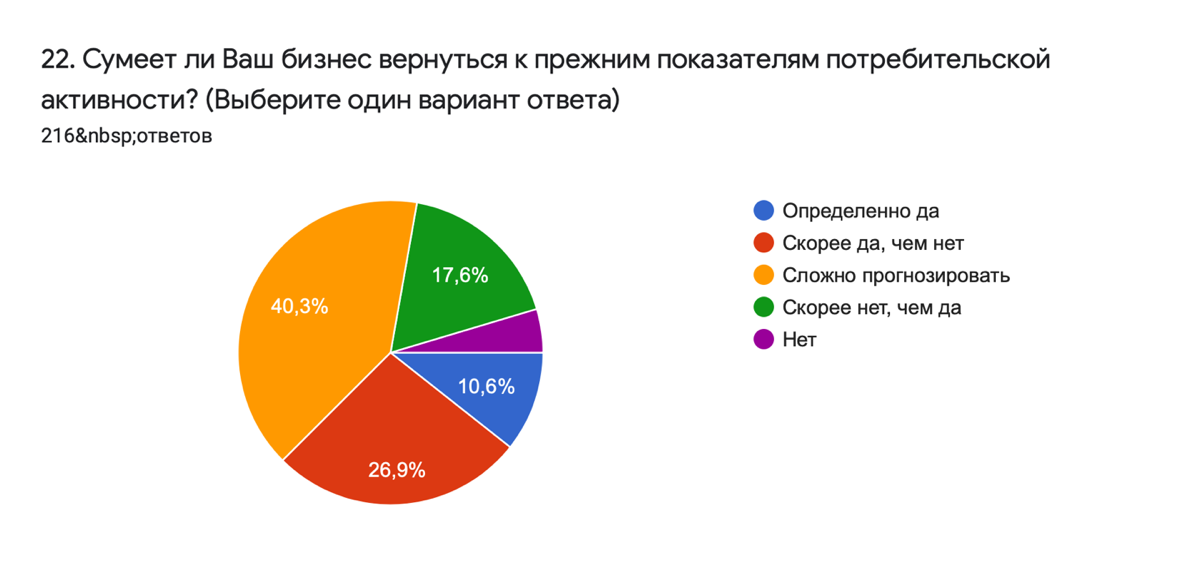 22. Сумеет ли Ваш бизнес вернуться к прежним показателям потребительской
активности? (Выберите один вариант ответа)
216&nbsp;ответов
Определенно да
Скорее да, чем нет
Сложно прогнозировать
Скорее нет, чем да
Нет
17,6%
40,3%
10,6%
26,9%